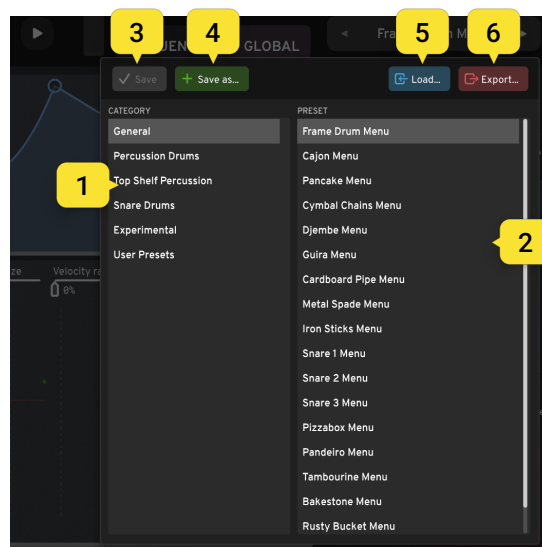 3
4
5
6
GLOBAL
Save
Save as...
Load...
Export...
CATEGORY
PRESET
General
Percussion Drums
Top Shelf Percussion
Snare Drums
Experimental
User Presets
1
Frame Drum Menu
Cajon Menu
Pancake Menu
Cymbal Chains Menu
Djembe Menu
Guira Menu
Cardboard Pipe Menu
Metal Spade Menu
Iron Sticks Menu
Snare 1 Menu
Snare 2 Menu
Snare 3 Menu
Pizzabox Menu
Pandeiro Menu
Tambourine Menu
Bakestone Menu
Rusty Bucket Menu
2
Velocity
0%